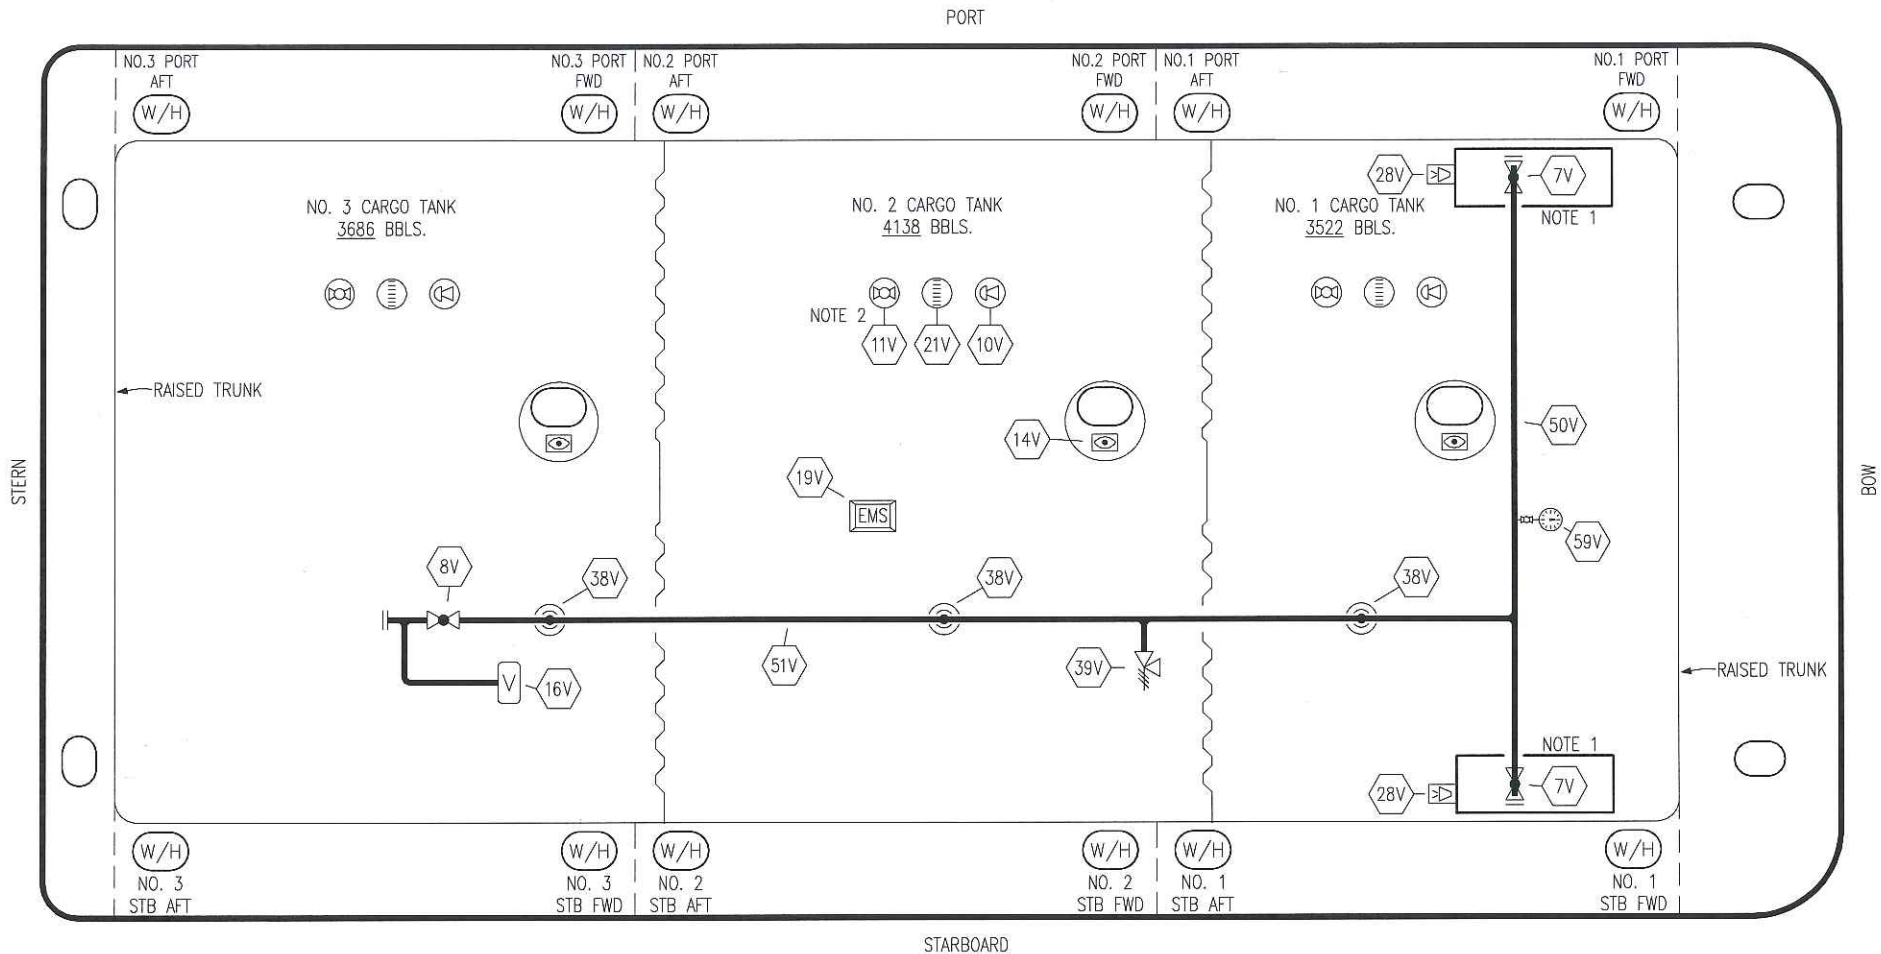 PORT
NO.3 PORT
AFT
W/H
NO.3 PORT
FWD
W/H
NO.2 PORT
AFT
W/H
NO.2 PORT
FWD
W/H
NO.1 PORT
AFT
W/H
NO.1 PORT
FWD
W/H
NO. 3 CARGO TANK
3686 BBLS.
NO. 2 CARGO TANK
4138 BBLS.
NO. 1 CARGO TANK
3522 BBLS.
28V
7V
NOTE 1
NOTE 2
11V
21V
10V
RAISED TRUNK
14V
50V
STERN
BOW
19V
EMS
59V
8V
38V
38V
38V
51V
39V
16V
V
RAISED TRUNK
NOTE 1
28V
7V
W/H
NO. 3
STB AFT
W/H
NO. 3
STB FWD
W/H
NO. 2
STB AFT
W/H
NO. 2
STB FWD
W/H
NO. 1
STB AFT
W/H
NO. 1
STB FWD
STARBOARD